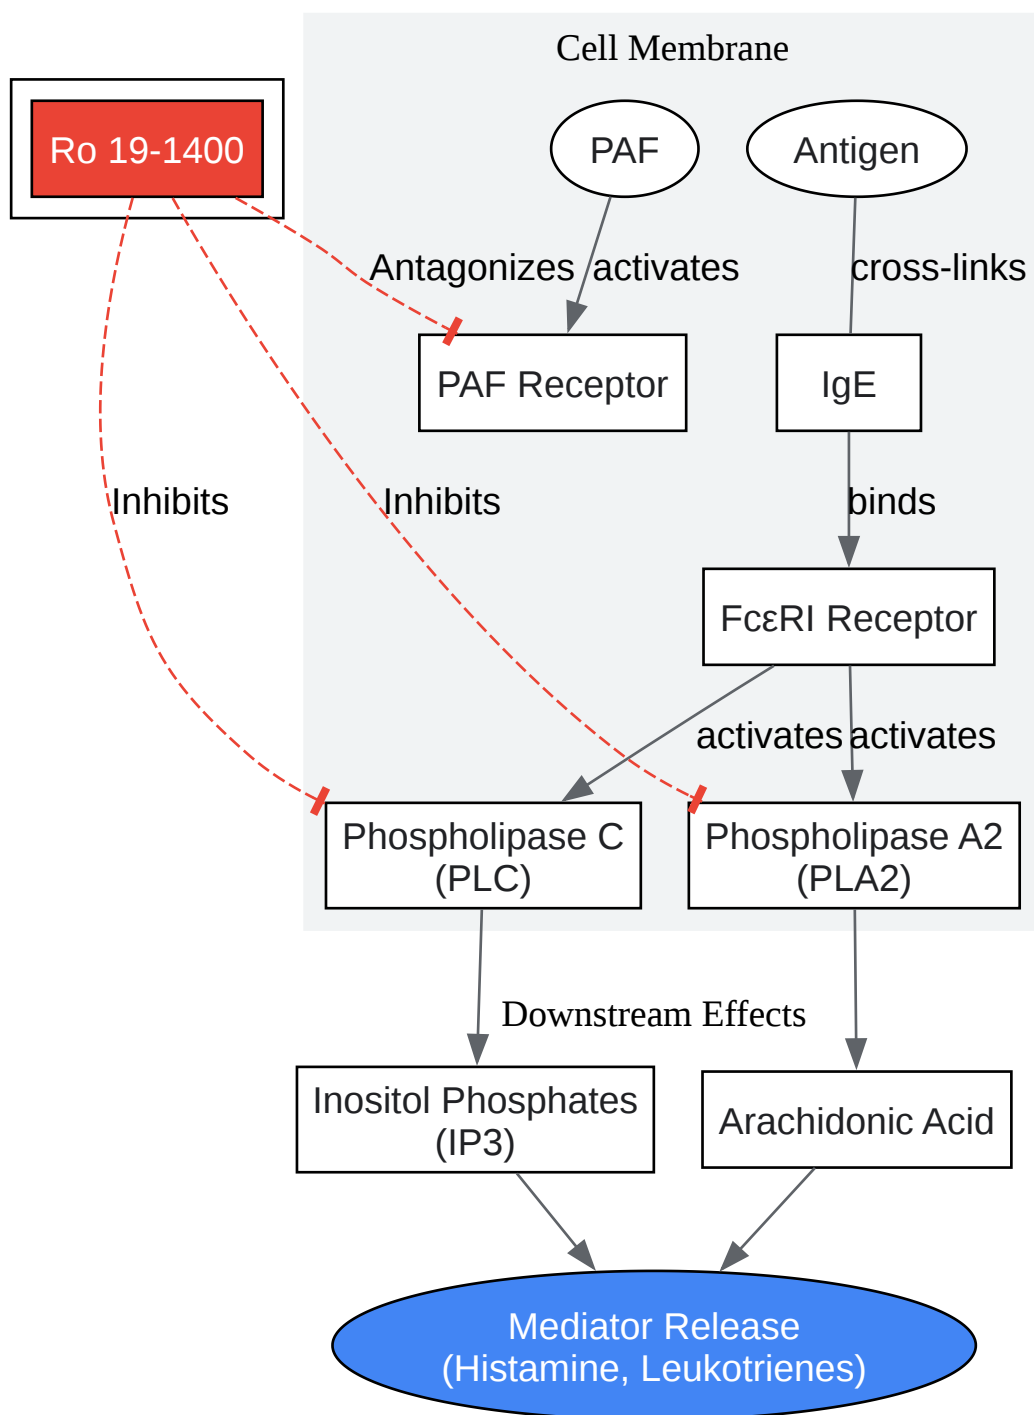 Cell Membrane
Ro 19-1400
PAF
Antigen
Antagonizes
activates
cross-links
PAF Receptor
IgE
Inhibits
Inhibits
binds
FcεRI Receptor
activates
activates
Phospholipase C
(PLC)
Phospholipase A2
(PLA2)
Downstream Effects
Inositol Phosphates
(IP3)
Arachidonic Acid
Mediator Release
(Histamine, Leukotrienes)